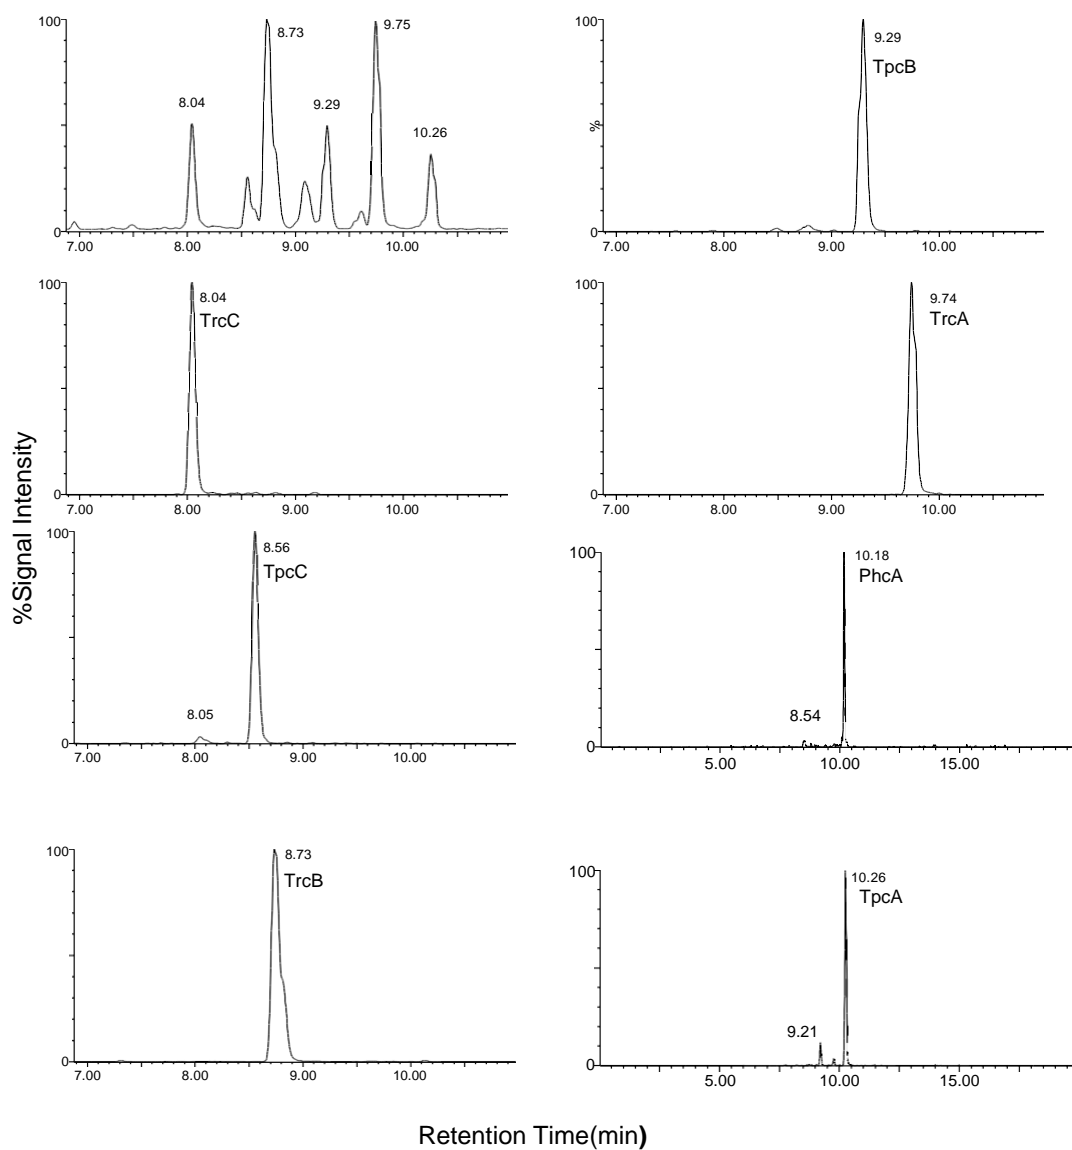 100
8.73
9.75
8.04
9.29
10.26
0
7.00 8.00 9.00 10.00
100
9.29
TpcB
%
0
7.00 8.00 9.00 10.00
100
8.04
TrcC
0
7.00 8.00 9.00 10.00
100
9.74
TrcA
0
7.00 8.00 9.00 10.00
%Signal Intensity
100
8.56
TpcC
8.05
0
7.00 8.00 9.00 10.00
100
10.18
PhcA
8.54
0
5.00 10.00 15.00
100
8.73
TrcB
0
7.00 8.00 9.00 10.00
100
10.26
TpcA
9.21
0
5.00 10.00 15.00
Retention Time(min)